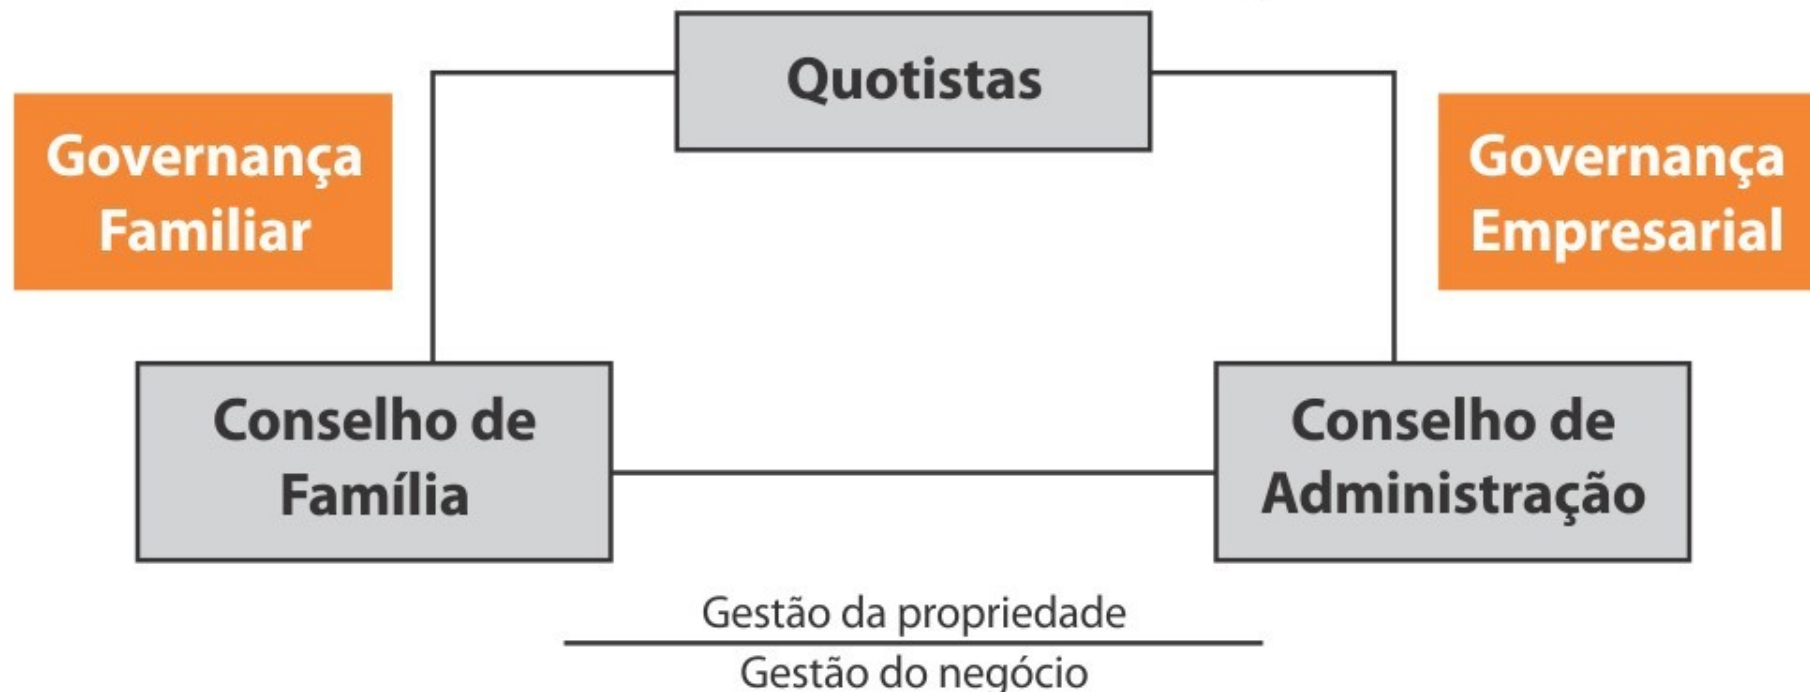 Quotistas
Governança
Familiar
Governança
Empresarial
Conselho de
Família
Conselho de
Administração
Gestão da propriedade
Gestão do negócio